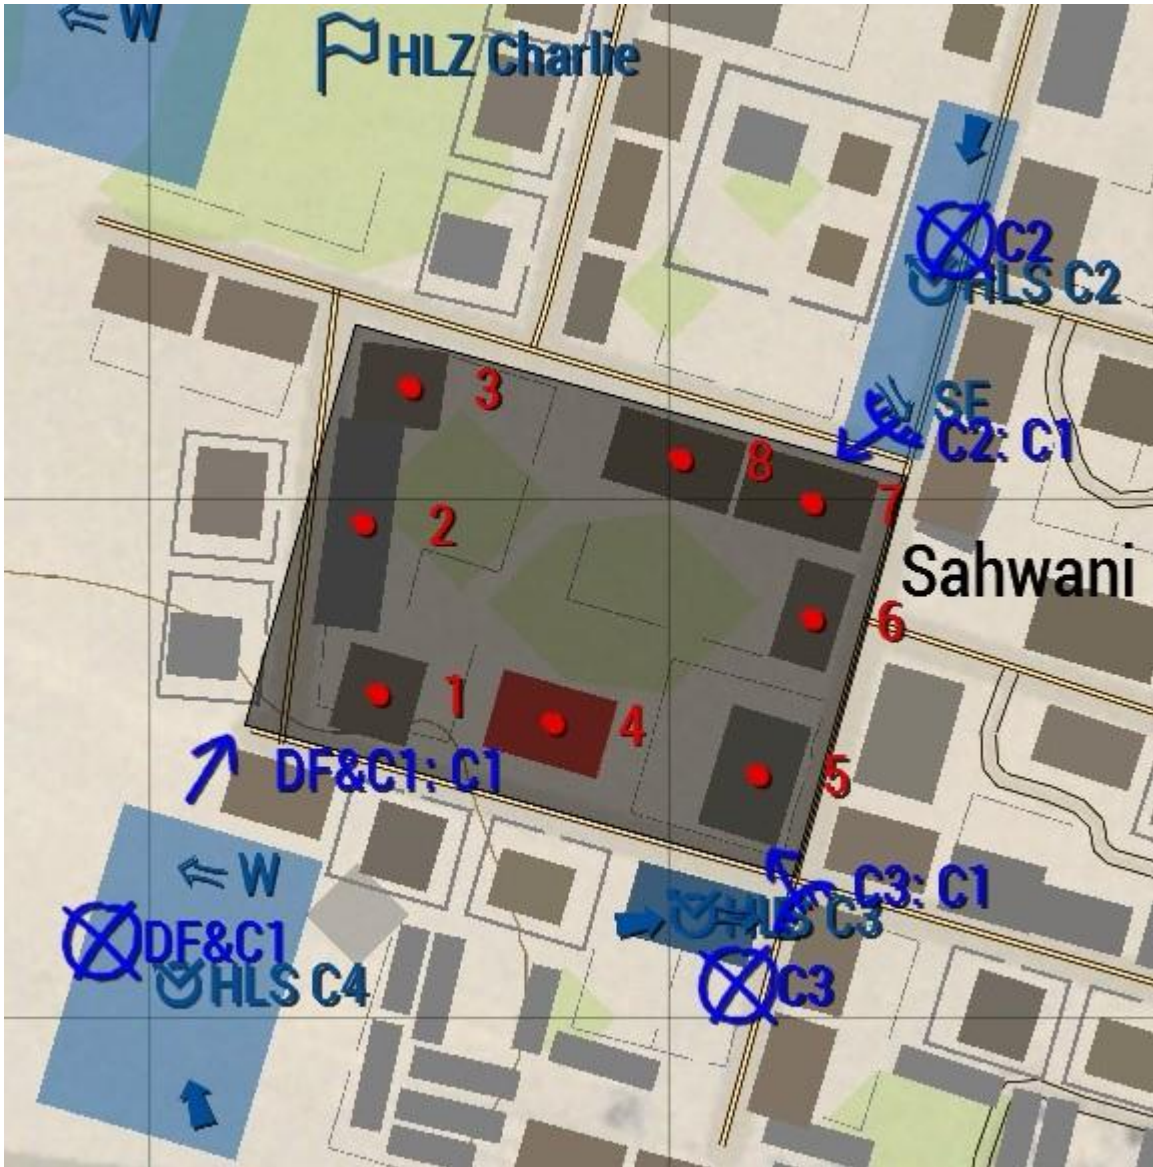 W
HLZ Charlie
C2
HLS C2
3
SF
C2: C1
8
7
2
Sahwani
6
1
4
DF&C1: C1
5
W
C3: C1
HLS C3
DF&C1
HLS C4
C3